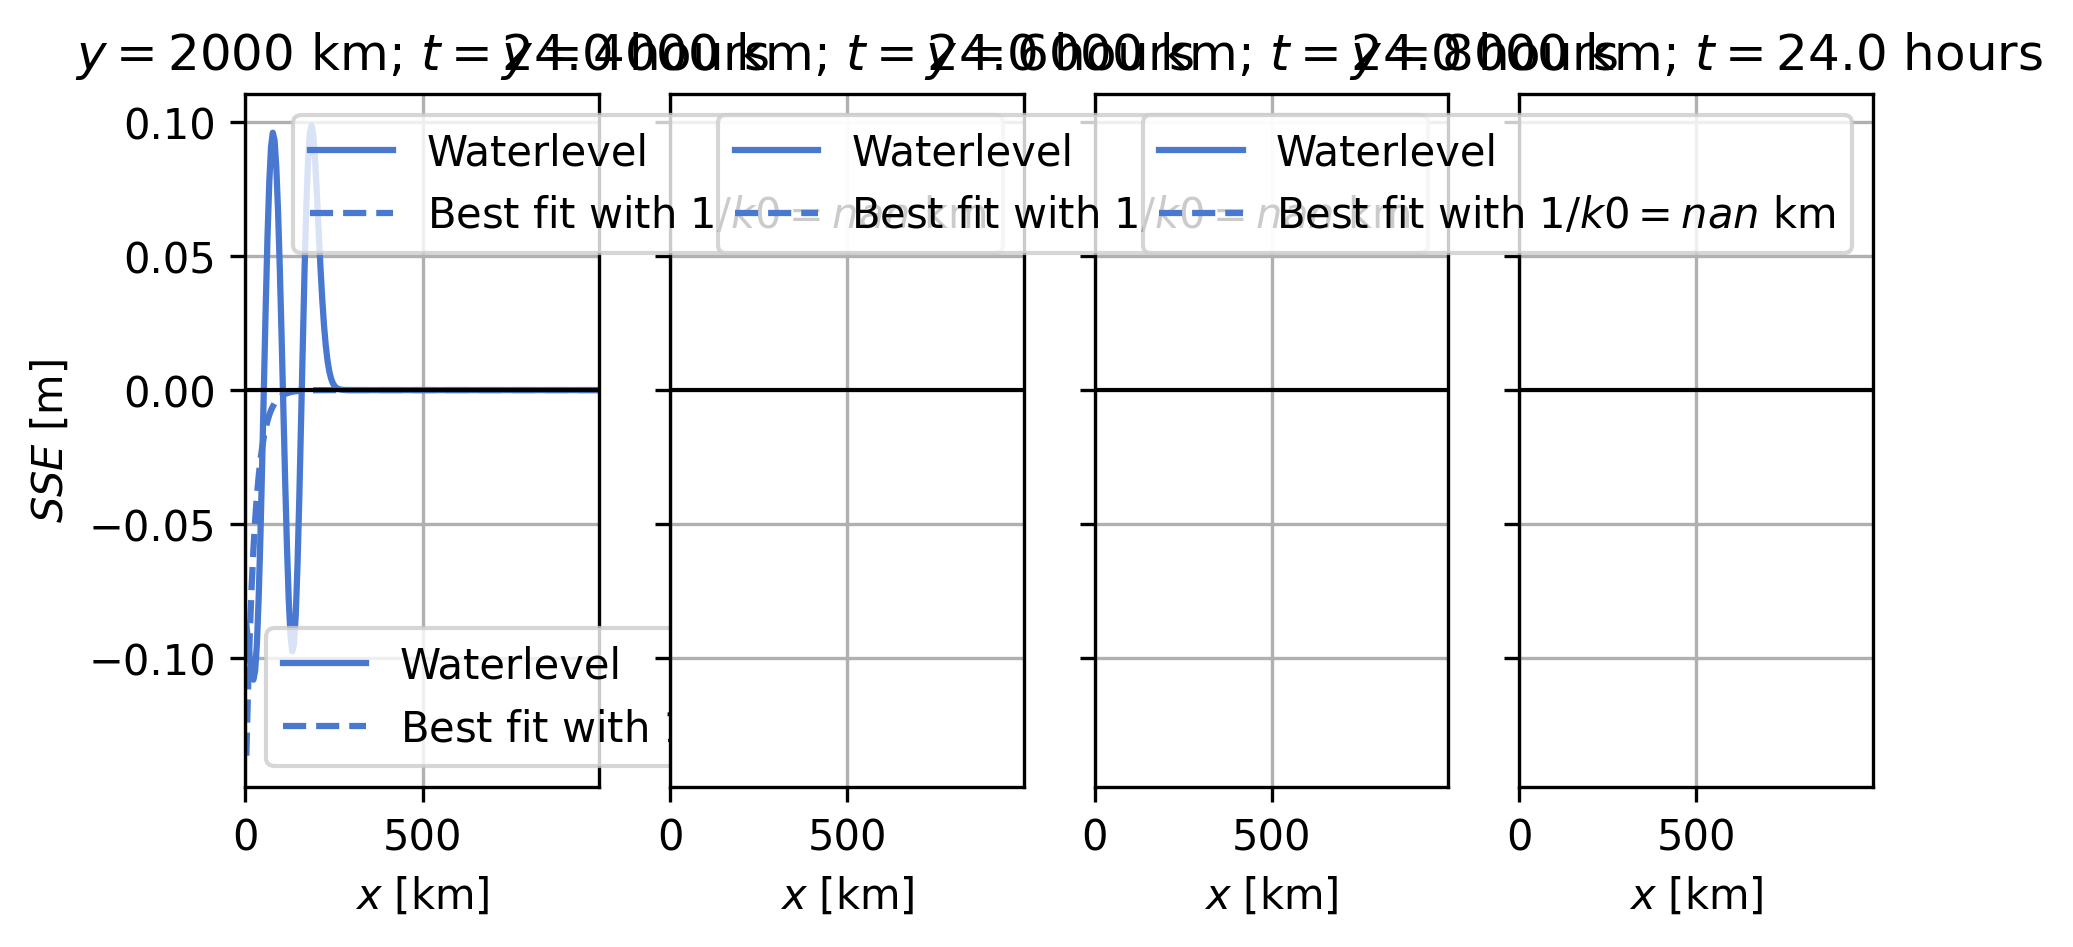 y = 2000 km; t = 24.0 hours
y = 4000 km; t = 24.0 hours
y = 6000 km; t = 24.0 hours
y = 8000 km; t = 24.0 hours
SSE [m]
0.10
0.05
0.00
−0.05
−0.10
Waterlevel
Best fit with 1/k0 = nan km
Waterlevel
Best fit with 1/k0 = nan km
Waterlevel
Best fit with 1/k0 = nan km
Waterlevel
Best fit with
0
500
0
500
0
500
0
500
x [km]
x [km]
x [km]
x [km]